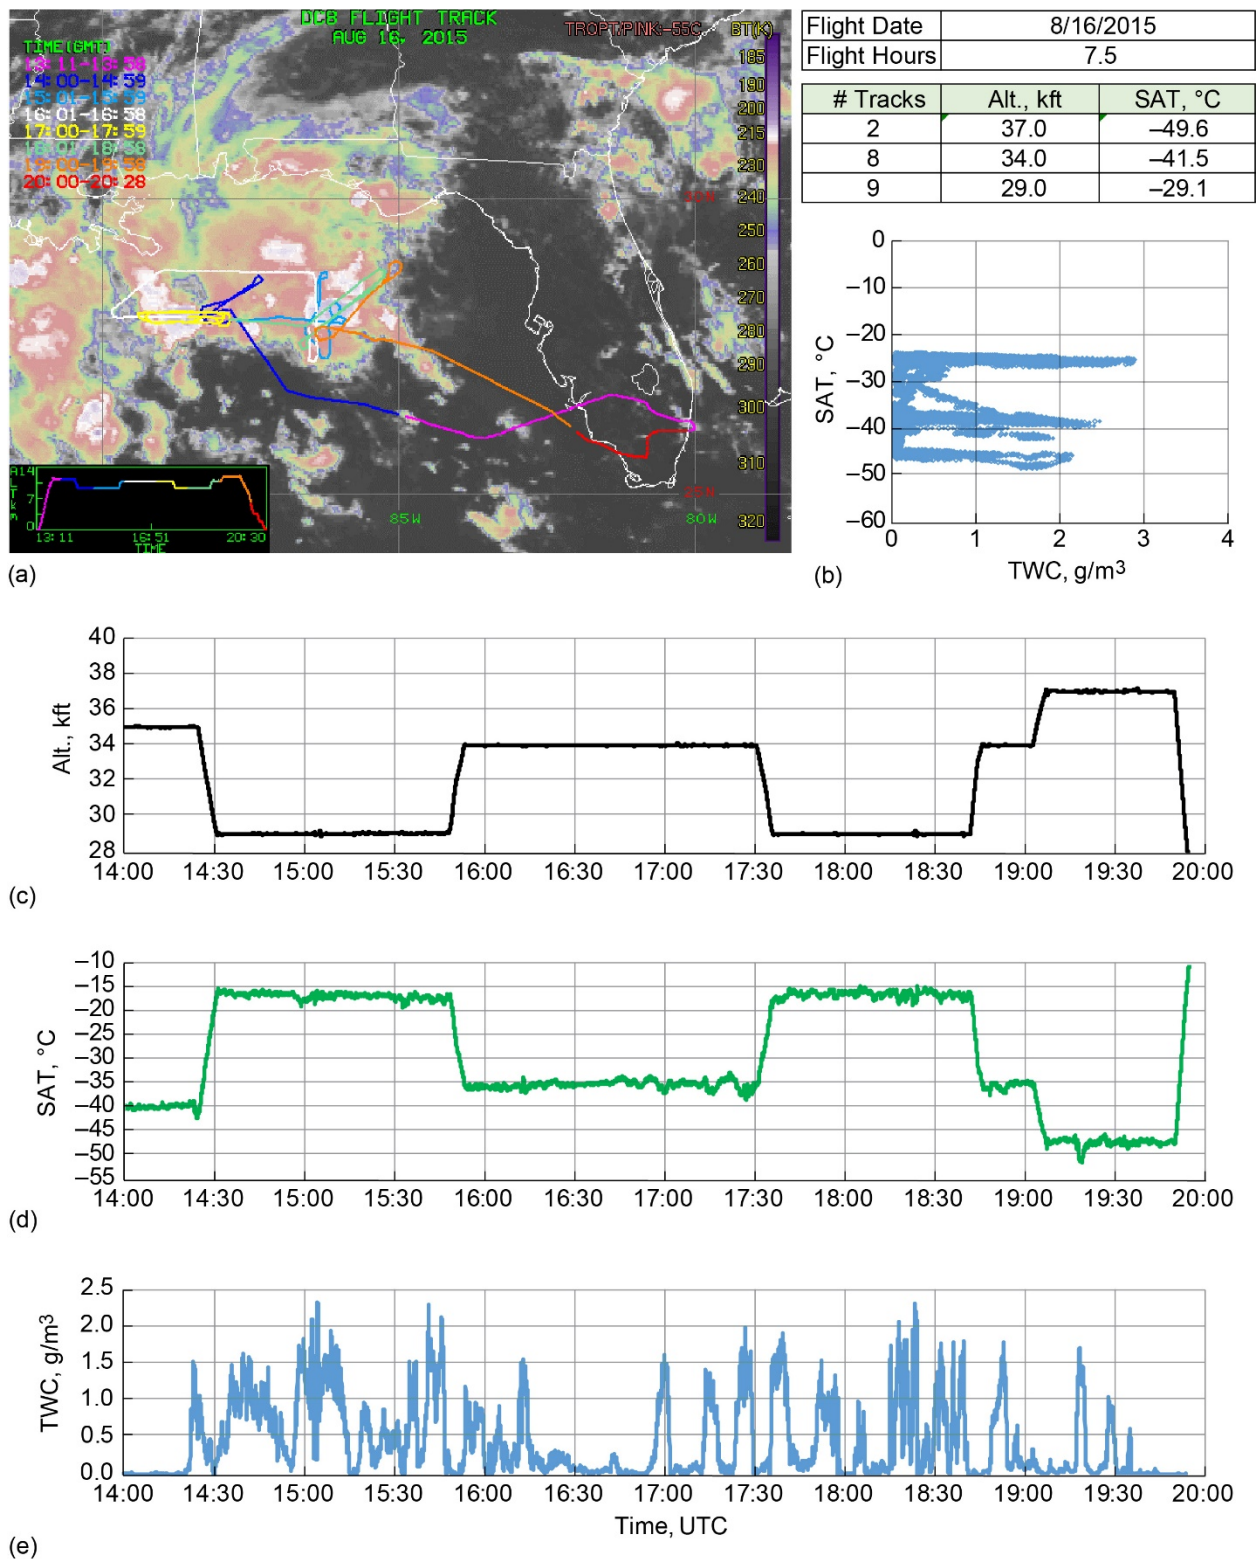 DCB FLIGHT TRACK
AUG 16, 2015
TROPT/PINK:-55C
BT(K)
TIME(GMT)
13:11-13:58
14:00-14:59
15:01-15:59
16:01-16:58
17:00-17:59
18:01-18:58
19:00-19:58
20:00-20:28
185
190
200
215
230
240
250
260
270
280
290
300
310
320
30N
25N
85W
80W
14
7
0
13:11 16:51 20:30
TIME
(a)
Flight Date 8/16/2015
Flight Hours 7.5
# Tracks Alt., kft SAT, °C
2 37.0 –49.6
8 34.0 –41.5
9 29.0 –29.1
0
–10
–20
–30
–40
–50
–60
SAT, °C
0 1 2 3 4
TWC, g/m3
(b)
40
38
36
34
32
30
28
Alt., kft
14:00 14:30 15:00 15:30 16:00 16:30 17:00 17:30 18:00 18:30 19:00 19:30 20:00
(c)
–10
–15
–20
–25
–30
–35
–40
–45
–50
–55
SAT, °C
14:00 14:30 15:00 15:30 16:00 16:30 17:00 17:30 18:00 18:30 19:00 19:30 20:00
(d)
2.5
2.0
1.5
1.0
0.5
0.0
TWC, g/m3
14:00 14:30 15:00 15:30 16:00 16:30 17:00 17:30 18:00 18:30 19:00 19:30 20:00
Time, UTC
(e)